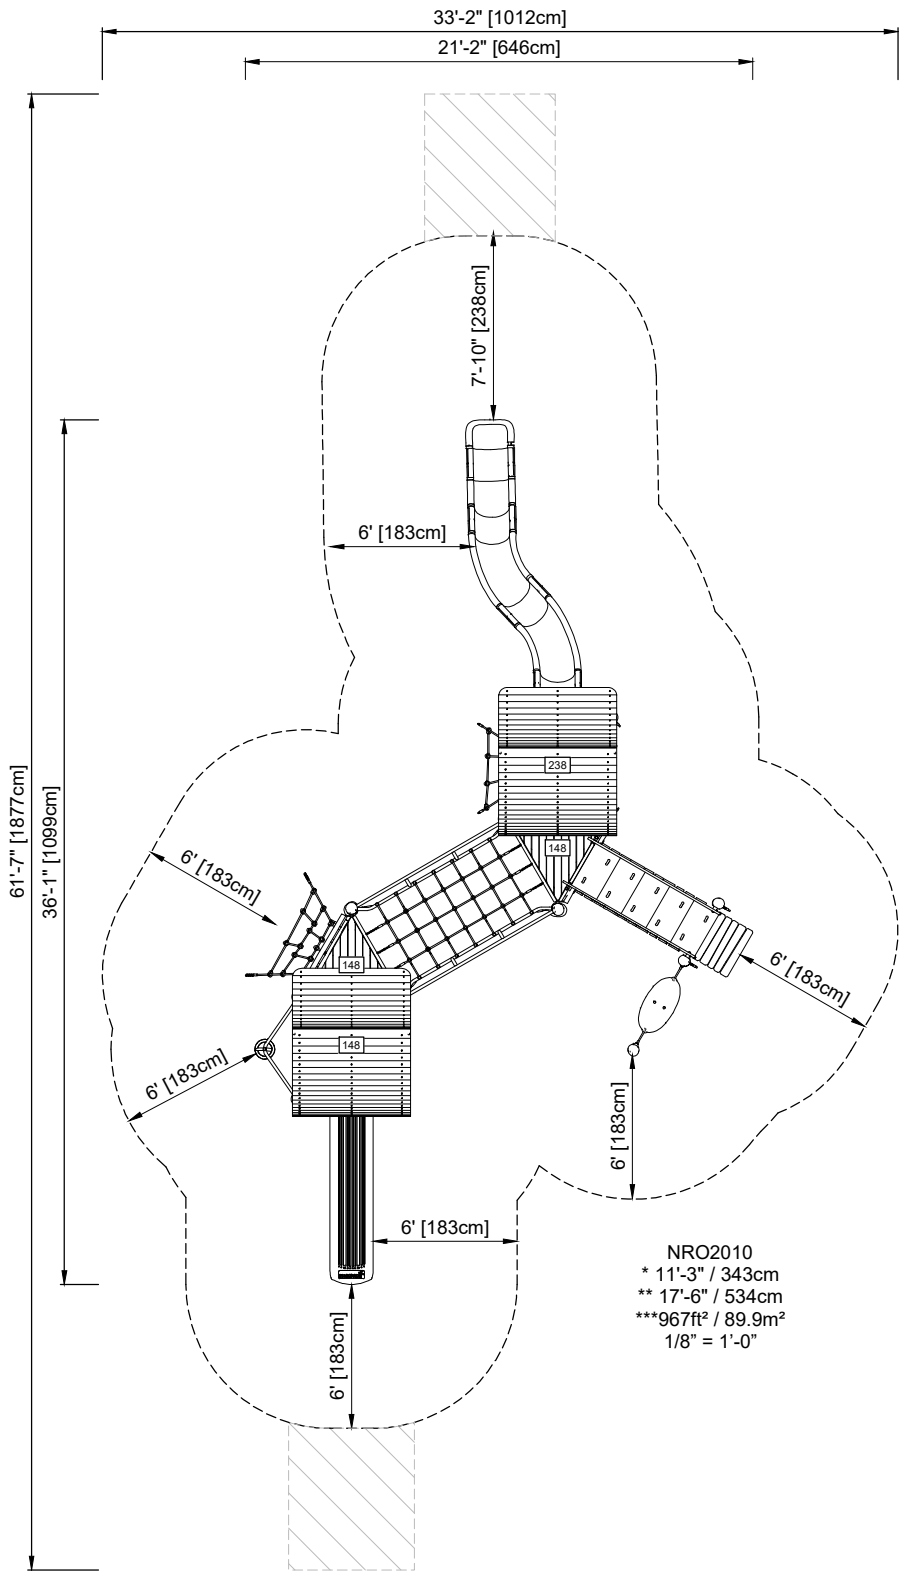 33'-2" [1012cm]
21'-2" [646cm]
61'-7" [1877cm]
36'-1" [1099cm]
7'-10" [238cm]
6' [183cm]
238
148
6' [183cm]
148
6' [183cm]
148
6' [183cm]
6' [183cm]
6' [183cm]
6' [183cm]
NRO2010
* 11'-3" / 343cm
** 17'-6" / 534cm
***967ft² / 89.9m²
1/8” = 1’-0”